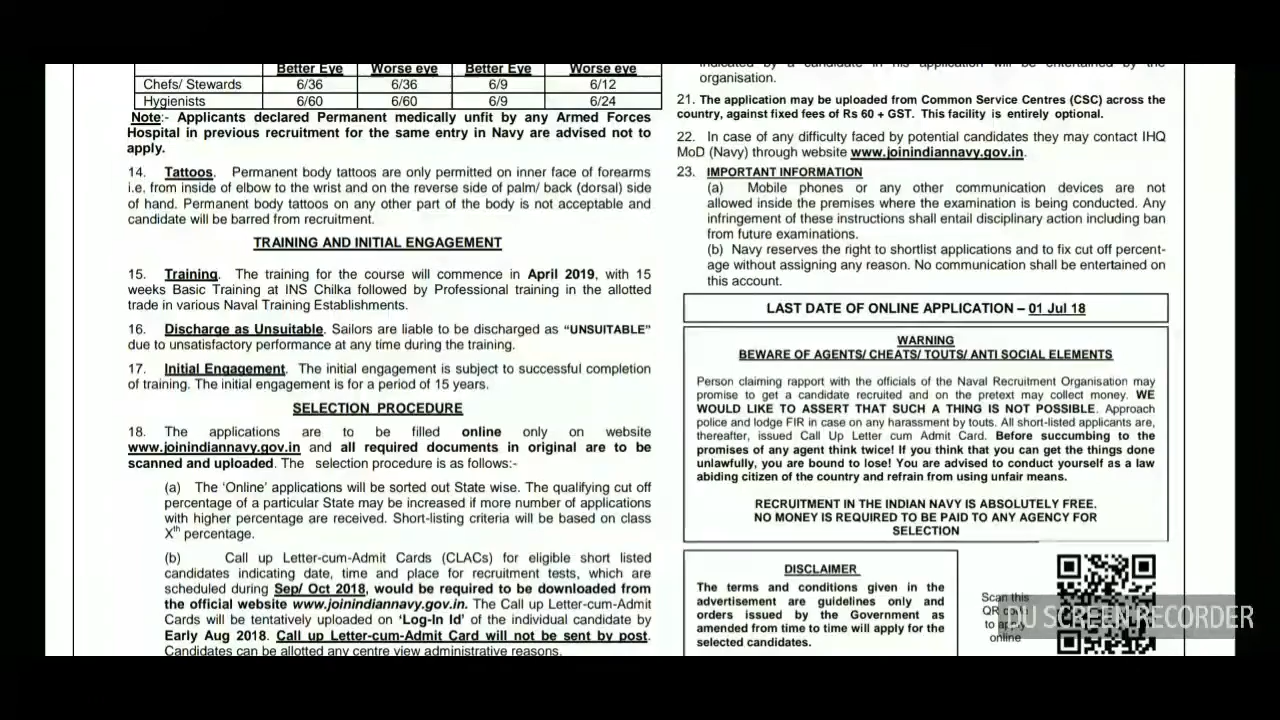 Better Eye Worse eye Better Eye Worse eye
Chefs/ Stewards 6/36 6/36 6/9 6/12
Hygienists 6/60 6/60 6/9 6/24
Note:- Applicants declared Permanent medically unfit by any Armed Forces
Hospital in previous recruitment for the same entry in Navy are advised not to
apply.
14. Tattoos. Permanent body tattoos are only permitted on inner face of forearms
i.e. from inside of elbow to the wrist and on the reverse side of palm/ back (dorsal) side
of hand. Permanent body tattoos on any other part of the body is not acceptable and
candidate will be barred from recruitment.
TRAINING AND INITIAL ENGAGEMENT
15. Training. The training for the course will commence in April 2019, with 15
weeks Basic Training at INS Chilka followed by Professional training in the allotted
trade in various Naval Training Establishments.
16. Discharge as Unsuitable. Sailors are liable to be discharged as “UNSUITABLE”
due to unsatisfactory performance at any time during the training.
17. Initial Engagement. The initial engagement is subject to successful completion
of training. The initial engagement is for a period of 15 years.
SELECTION PROCEDURE
18. The applications are to be filled online only on website
www.joinindiannavy.gov.in and all required documents in original are to be
scanned and uploaded. The selection procedure is as follows:-
(a) The ‘Online’ applications will be sorted out State wise. The qualifying cut off
percentage of a particular State may be increased if more number of applications
with higher percentage are received. Short-listing criteria will be based on class
Xth percentage.
(b) Call up Letter-cum-Admit Cards (CLACs) for eligible short listed
candidates indicating date, time and place for recruitment tests, which are
scheduled during Sep/ Oct 2018, would be required to be downloaded from
the official website www.joinindiannavy.gov.in. The Call up Letter-cum-Admit
Cards will be tentatively uploaded on ‘Log-In Id’ of the individual candidate by
Early Aug 2018. Call up Letter-cum-Admit Card will not be sent by post.
Candidates can be allotted any centre view administrative reasons.
indicated by a candidate in his application will be entertained by the
organisation.
21. The application may be uploaded from Common Service Centres (CSC) across the
country, against fixed fees of Rs 60 + GST. This facility is entirely optional.
22. In case of any difficulty faced by potential candidates they may contact IHQ
MoD (Navy) through website www.joinindiannavy.gov.in.
23. IMPORTANT INFORMATION
(a) Mobile phones or any other communication devices are not
allowed inside the premises where the examination is being conducted. Any
infringement of these instructions shall entail disciplinary action including ban
from future examinations.
(b) Navy reserves the right to shortlist applications and to fix cut off percent-
age without assigning any reason. No communication shall be entertained on
this account.
LAST DATE OF ONLINE APPLICATION – 01 Jul 18
WARNING
BEWARE OF AGENTS/ CHEATS/ TOUTS/ ANTI SOCIAL ELEMENTS
Person claiming rapport with the officials of the Naval Recruitment Organisation may
promise to get a candidate recruited and on the pretext may collect money. WE
WOULD LIKE TO ASSERT THAT SUCH A THING IS NOT POSSIBLE. Approach
police and lodge FIR in case on any harassment by touts. All short-listed applicants are,
thereafter, issued Call Up Letter cum Admit Card. Before succumbing to the
promises of any agent think twice! If you think that you can get the things done
unlawfully, you are bound to lose! You are advised to conduct yourself as a law
abiding citizen of the country and refrain from using unfair means.
RECRUITMENT IN THE INDIAN NAVY IS ABSOLUTELY FREE.
NO MONEY IS REQUIRED TO BE PAID TO ANY AGENCY FOR
SELECTION
DISCLAIMER
The terms and conditions given in the
advertisement are guidelines only and
orders issued by the Government as
amended from time to time will apply for the
selected candidates.
Scan this
QR code
to apply
online
DU SCREEN RECORDER